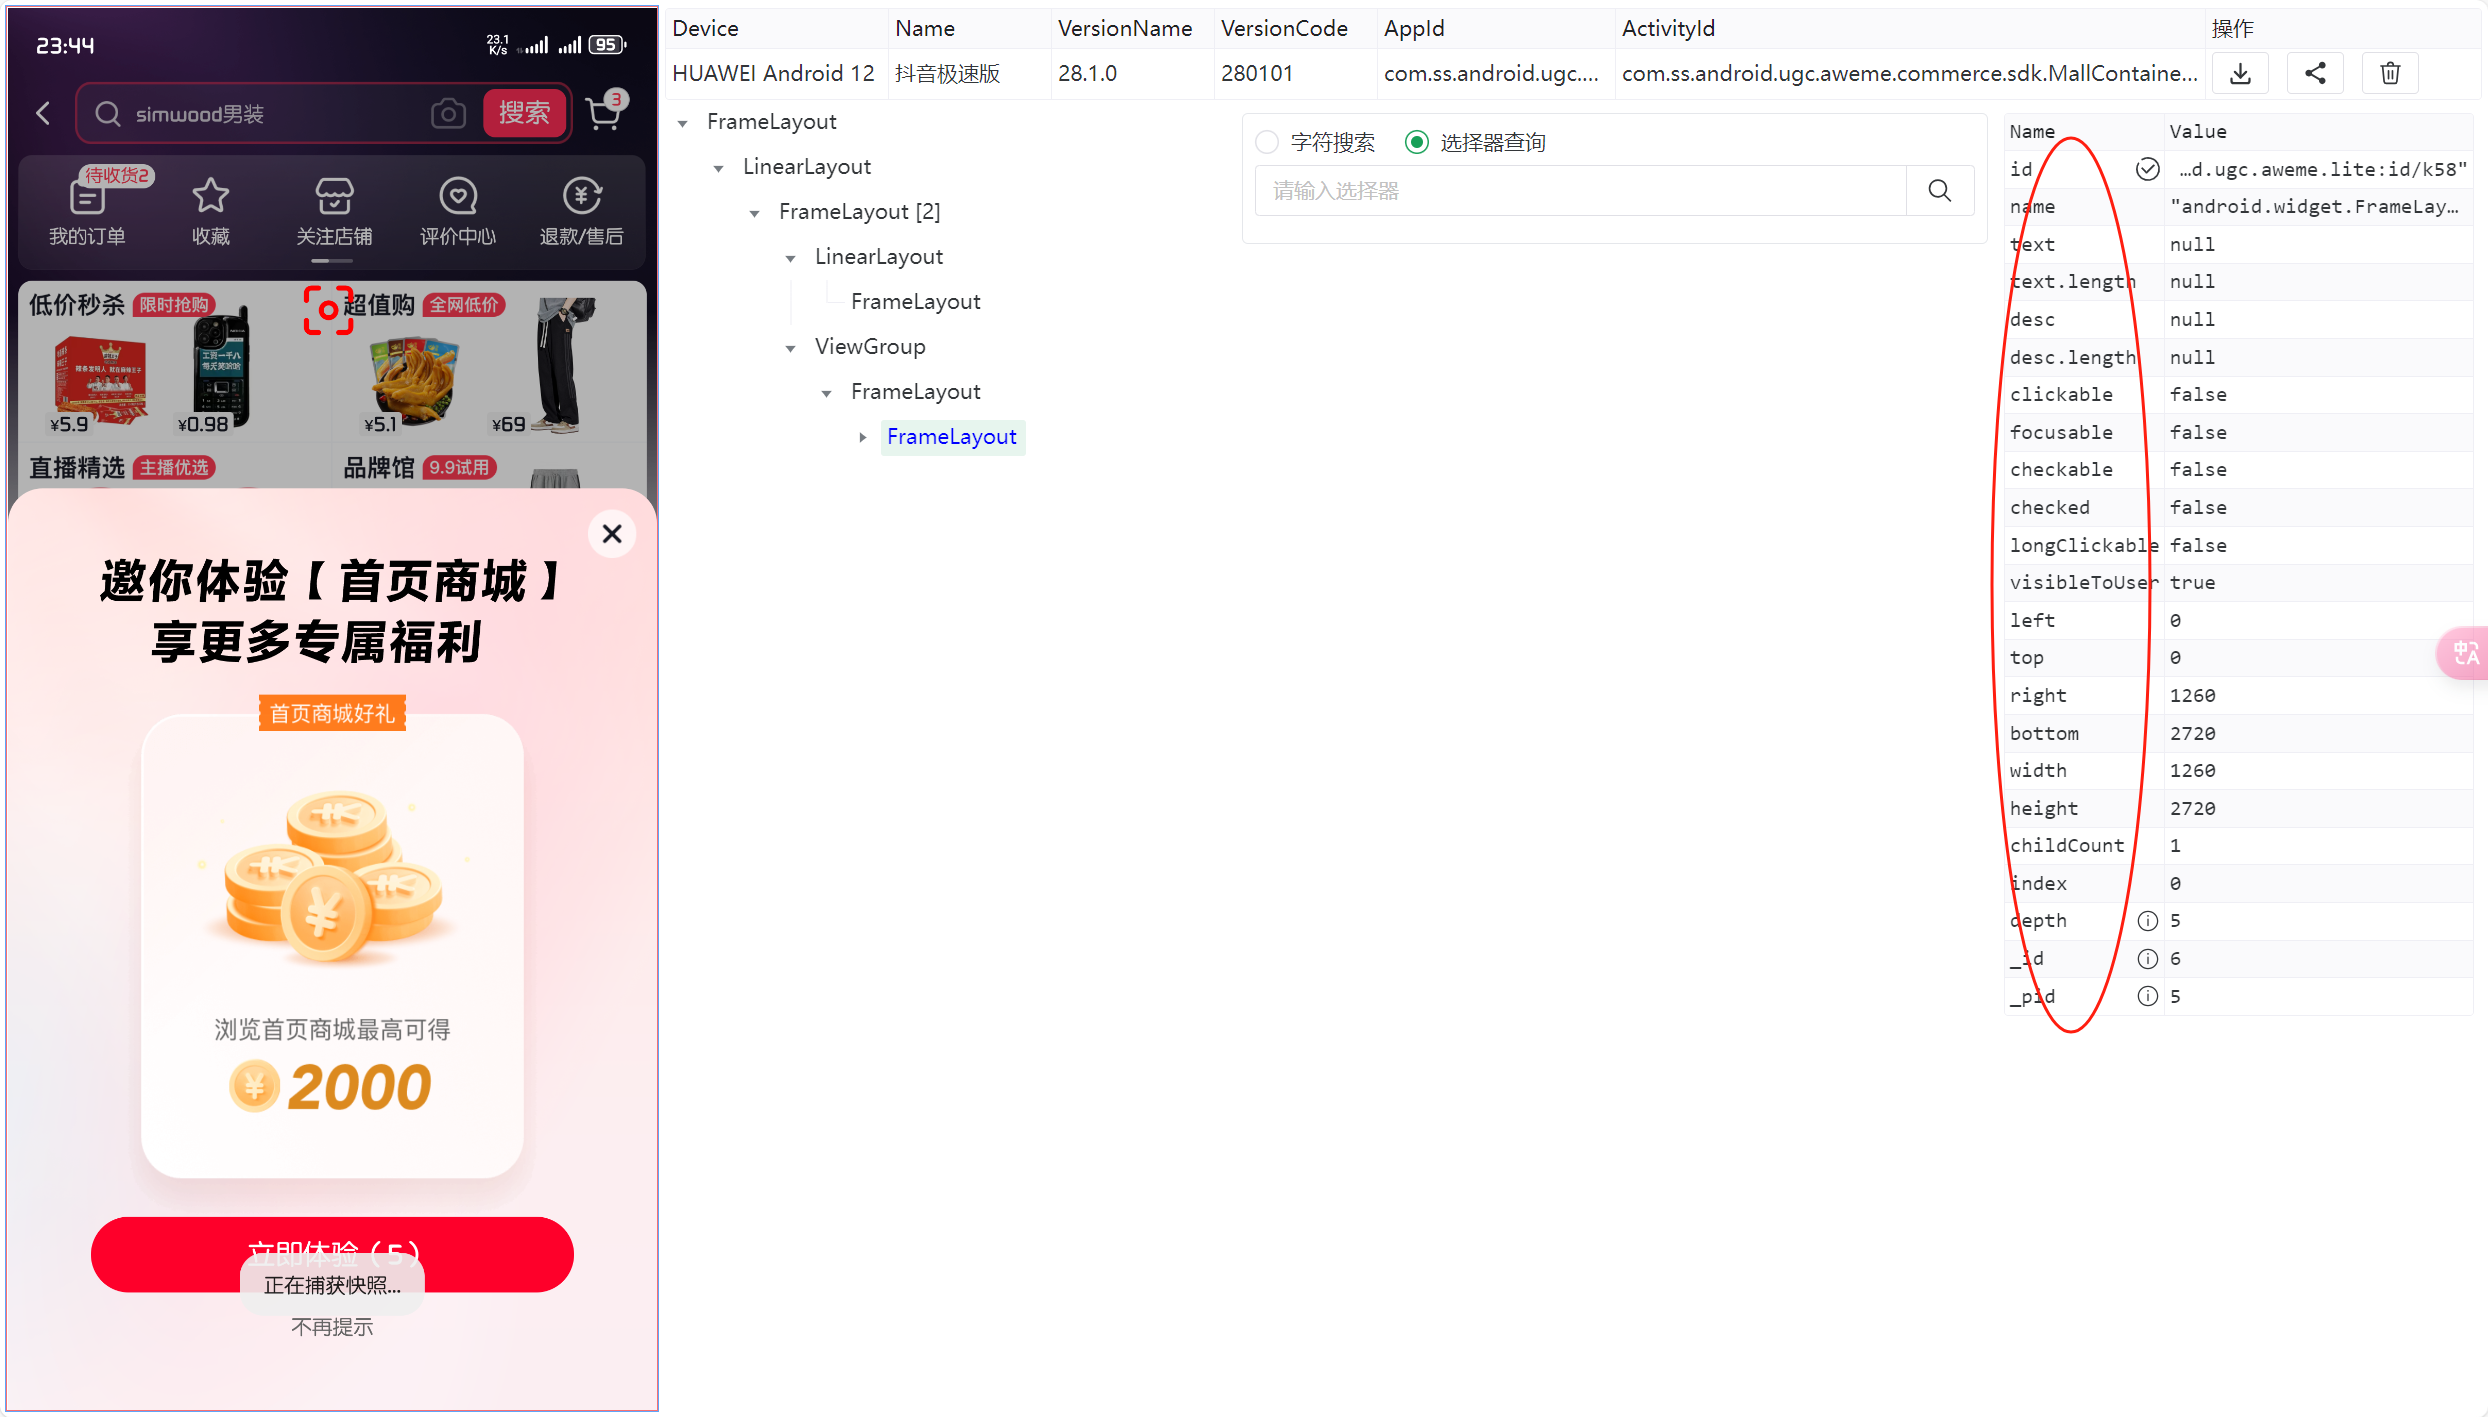 23:44
23.1
K/s
95
simwood男装
搜索
3
待收货2
我的订单
收藏
关注店铺
评价中心
退款/售后
低价秒杀
限时抢购
超值购
全网低价
工资一千八
每天笑哈哈
¥5.9
¥0.98
¥5.1
¥69
直播精选
主播优选
品牌馆
9.9试用
邀你体验【首页商城】
享更多专属福利
首页商城好礼
浏览首页商城最高可得
2000
立即体验（5）
正在捕获快照...
不再提示
Device Name VersionName VersionCode AppId ActivityId 操作
HUAWEI Android 12 抖音极速版 28.1.0 280101 com.ss.android.ugc.... com.ss.android.ugc.aweme.commerce.sdk.MallContaine...
FrameLayout
LinearLayout
FrameLayout [2]
LinearLayout
FrameLayout
ViewGroup
FrameLayout
FrameLayout
字符搜索
选择器查询
请输入选择器
Name Value
id …d.ugc.aweme.lite:id/k58"
name "android.widget.FrameLay…
text null
text.length null
desc null
desc.length null
clickable false
focusable false
checkable false
checked false
longClickable false
visibleToUser true
left 0
top 0
right 1260
bottom 2720
width 1260
height 2720
childCount 1
index 0
depth 5
_id 6
_pid 5
中
A